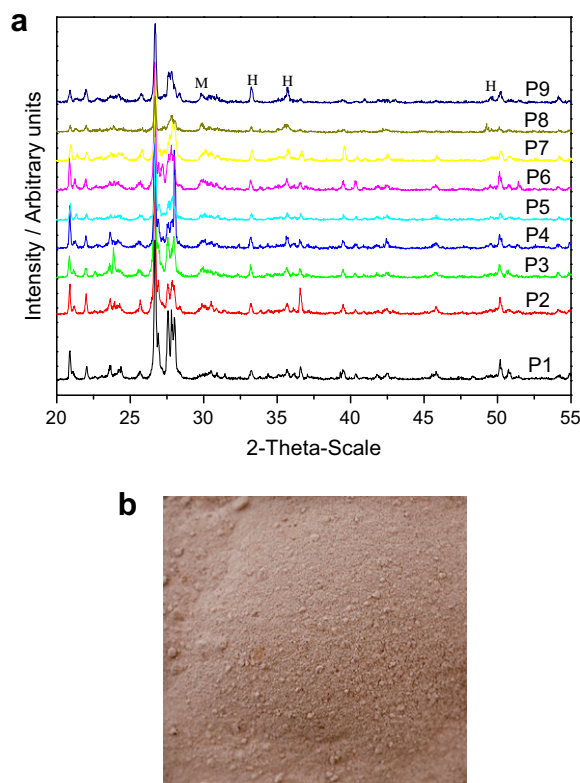 a
Intensity / Arbitrary units
M
H
H
H
P9
P8
P7
P6
P5
P4
P3
P2
P1
20 25 30 35 40 45 50 55
2-Theta-Scale
b